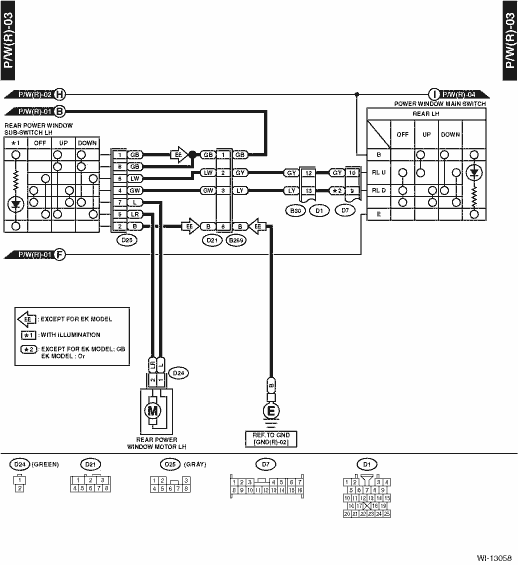 P/W(R)-03
P/W(R)-03
P/W(R)-02 H
I P/W(R)-04
P/W(R)-01 B
POWER WINDOW MAIN SWITCH
REAR LH
REAR POWER WINDOW
SUB-SWITCH LH
★1 OFF UP DOWN
OFF UP DOWN
1 GB EE GB 1 GB
B
6 GB
5 LW LW 2 GY GY 12 GY 10 RL U
4 GW GW 3 LY LY 13 ★2 9 RL D
7 L
5 LR
2 B EE B 6 B EE
E
D25 D21 B269 B50 D1 D7
P/W(R)-01 F
EE : EXCEPT FOR EK MODEL
★1 : WITH ILLUMINATION
★2 : EXCEPT FOR EK MODEL: GB
EK MODEL : Or
LR L
2 1 D24
B
M
E
REAR POWER
WINDOW MOTOR LH
REF. TO GND
[GND(R)-02]
D24 (GREEN) D21 D25 (GRAY) D7 D1
1
2
1 2 3
4 5 6 7 8
1 2 3
4 5 6 7 8
1 2 3 4 5 6 7
8 9 10 11 12 13 14 15 16
1 2 3 4
5 6 7 8 9
10 11 12 13 14 15
16 17 18 19
20 21 22 23 24 25
WI-13058